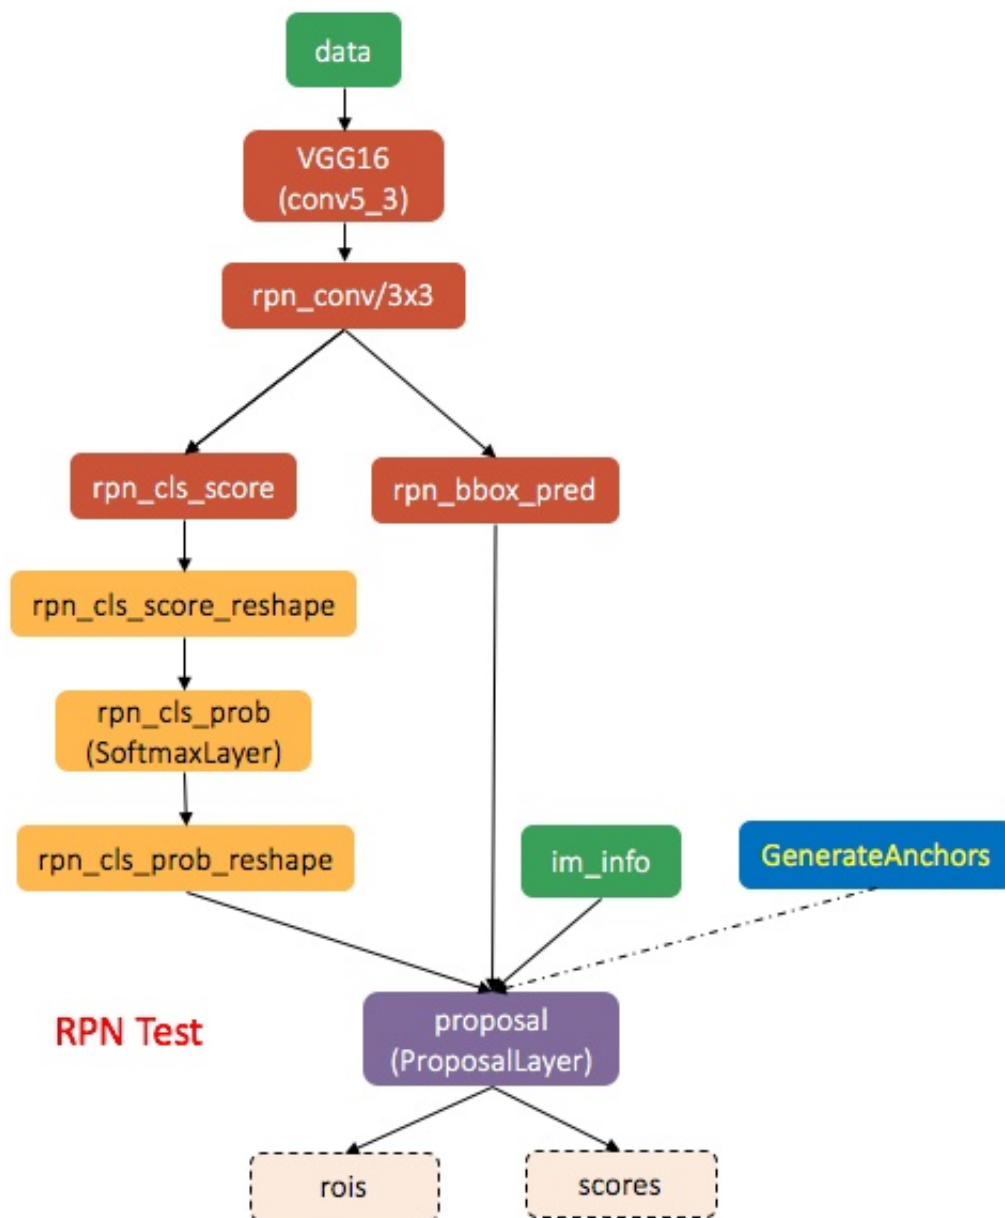 data
VGG16
(conv5_3)
rpn_conv/3x3
rpn_cls_score
rpn_bbox_pred
rpn_cls_score_reshape
rpn_cls_prob
(SoftmaxLayer)
rpn_cls_prob_reshape
im_info
GenerateAnchors
RPN Test
proposal
(ProposalLayer)
rois
scores